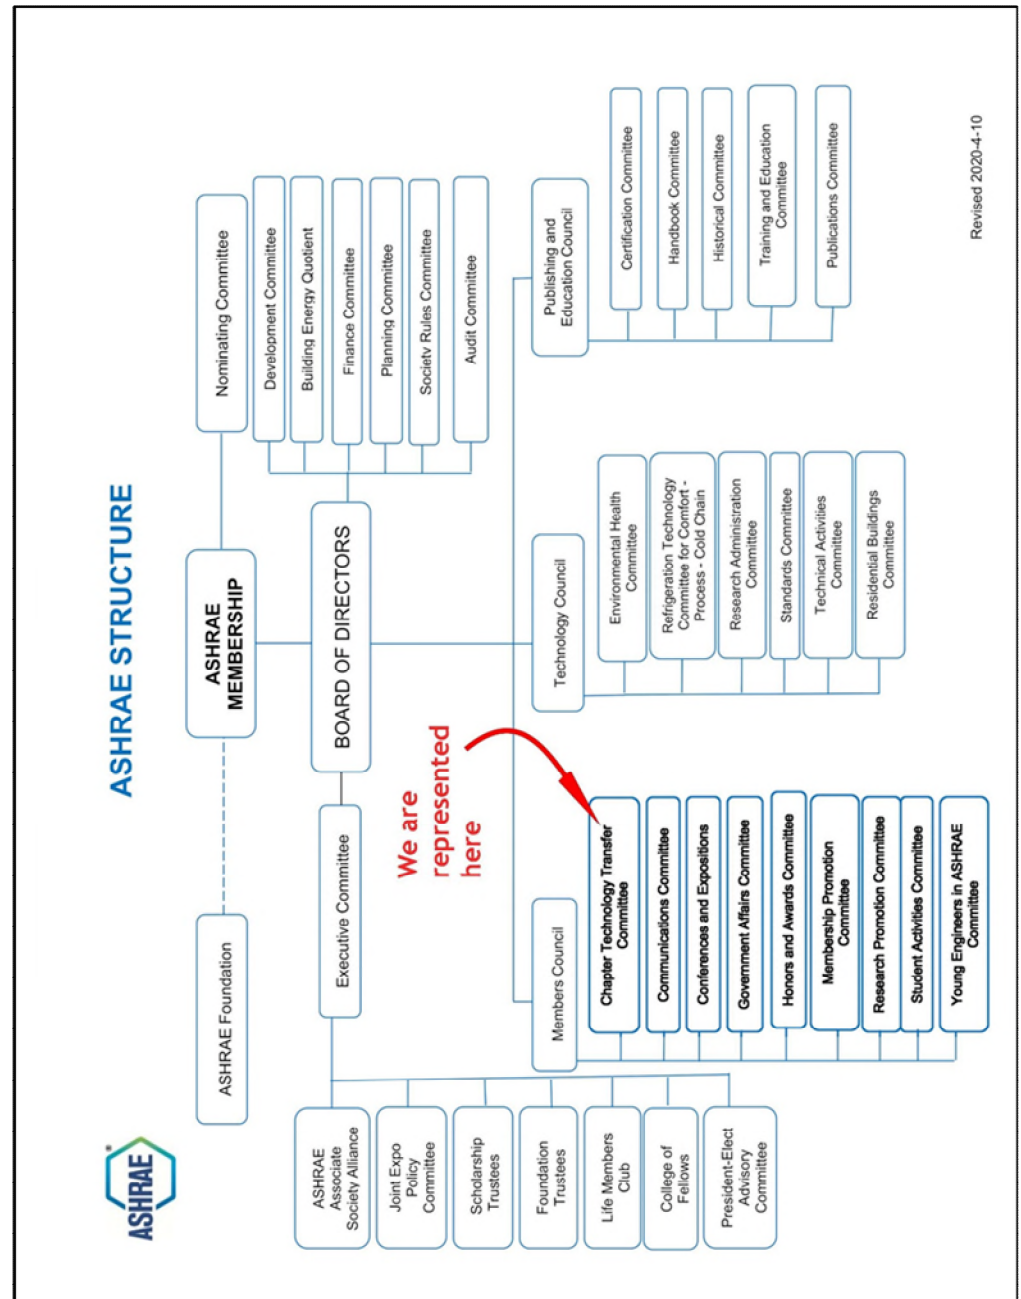 ASHRAE
®
ASHRAE STRUCTURE
ASHRAE Foundation
ASHRAE
MEMBERSHIP
Nominating Committee
Executive Committee
BOARD OF DIRECTORS
Development Committee
Building Energy Quotient
Finance Committee
Planning Committee
Society Rules Committee
Audit Committee
ASHRAE
Associate
Society Alliance
Joint Expo
Policy
Committee
Scholarship
Trustees
Foundation
Trustees
Life Members
Club
College of
Fellows
President-Elect
Advisory
Committee
We are
represented
here
Members Council
Chapter Technology Transfer
Committee
Communications Committee
Conferences and Expositions
Government Affairs Committee
Honors and Awards Committee
Membership Promotion
Committee
Research Promotion Committee
Student Activities Committee
Young Engineers in ASHRAE
Committee
Technology Council
Environmental Health
Committee
Refrigeration Technology
Committee for Comfort -
Process - Cold Chain
Research Administration
Committee
Standards Committee
Technical Activities
Committee
Residential Buildings
Committee
Publishing and
Education Council
Certification Committee
Handbook Committee
Historical Committee
Training and Education
Committee
Publications Committee
Revised 2020-4-10